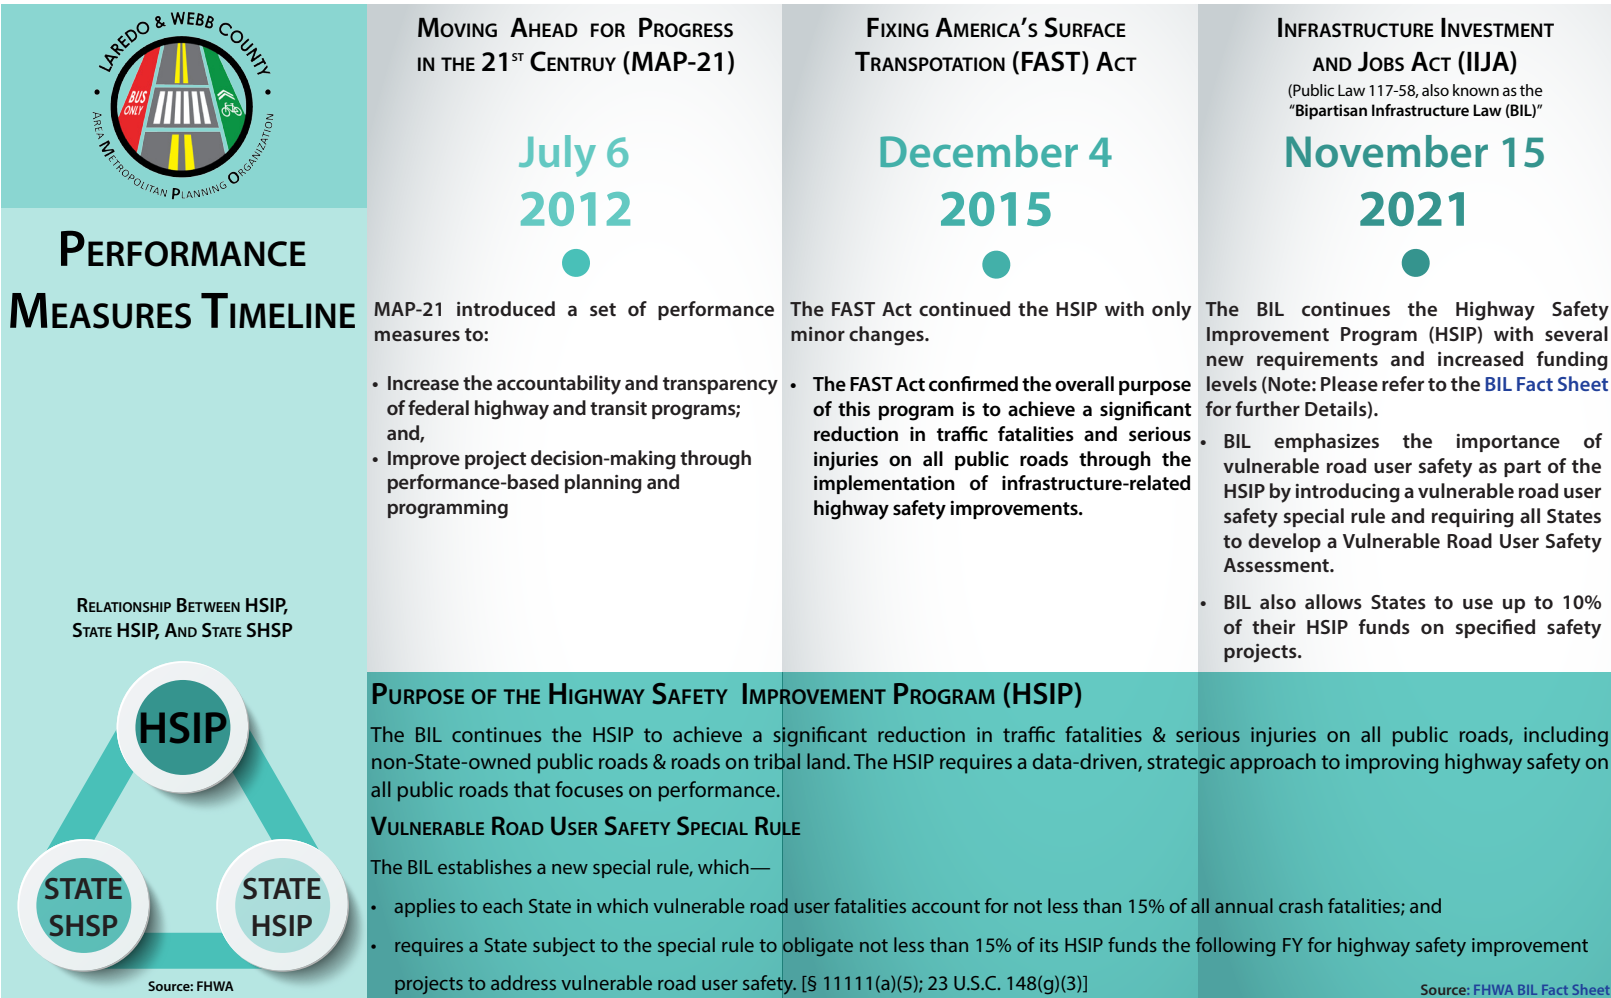 LAREDO & WEBB COUNTY
AREA METROPOLITAN PLANNING ORGANIZATION
BUS
ONLY
PERFORMANCE
MEASURES TIMELINE
RELATIONSHIP BETWEEN HSIP,
STATE HSIP, AND STATE SHSP
HSIP
STATE
SHSP
STATE
HSIP
Source: FHWA
MOVING AHEAD FOR PROGRESS
IN THE 21ST CENTRUY (MAP-21)
July 6
2012
MAP-21 introduced a set of performance
measures to:
• Increase the accountability and transparency
of federal highway and transit programs;
and,
• Improve project decision-making through
performance-based planning and
programming
FIXING AMERICA'S SURFACE
TRANSPOTATION (FAST) ACT
December 4
2015
The FAST Act continued the HSIP with only
minor changes.
• The FAST Act confirmed the overall purpose
of this program is to achieve a significant
reduction in traffic fatalities and serious
injuries on all public roads through the
implementation of infrastructure-related
highway safety improvements.
INFRASTRUCTURE INVESTMENT
AND JOBS ACT (IIJA)
(Public Law 117-58, also known as the
“Bipartisan Infrastructure Law (BIL)”
November 15
2021
The BIL continues the Highway Safety
Improvement Program (HSIP) with several
new requirements and increased funding
levels (Note: Please refer to the BIL Fact Sheet
for further Details).
• BIL emphasizes the importance of
vulnerable road user safety as part of the
HSIP by introducing a vulnerable road user
safety special rule and requiring all States
to develop a Vulnerable Road User Safety
Assessment.
• BIL also allows States to use up to 10%
of their HSIP funds on specified safety
projects.
PURPOSE OF THE HIGHWAY SAFETY IMPROVEMENT PROGRAM (HSIP)
The BIL continues the HSIP to achieve a significant reduction in traffic fatalities & serious injuries on all public roads, including
non-State-owned public roads & roads on tribal land. The HSIP requires a data-driven, strategic approach to improving highway safety on
all public roads that focuses on performance.
VULNERABLE ROAD USER SAFETY SPECIAL RULE
The BIL establishes a new special rule, which—
• applies to each State in which vulnerable road user fatalities account for not less than 15% of all annual crash fatalities; and
• requires a State subject to the special rule to obligate not less than 15% of its HSIP funds the following FY for highway safety improvement
projects to address vulnerable road user safety. [§ 11111(a)(5); 23 U.S.C. 148(g)(3)]
Source: FHWA BIL Fact Sheet